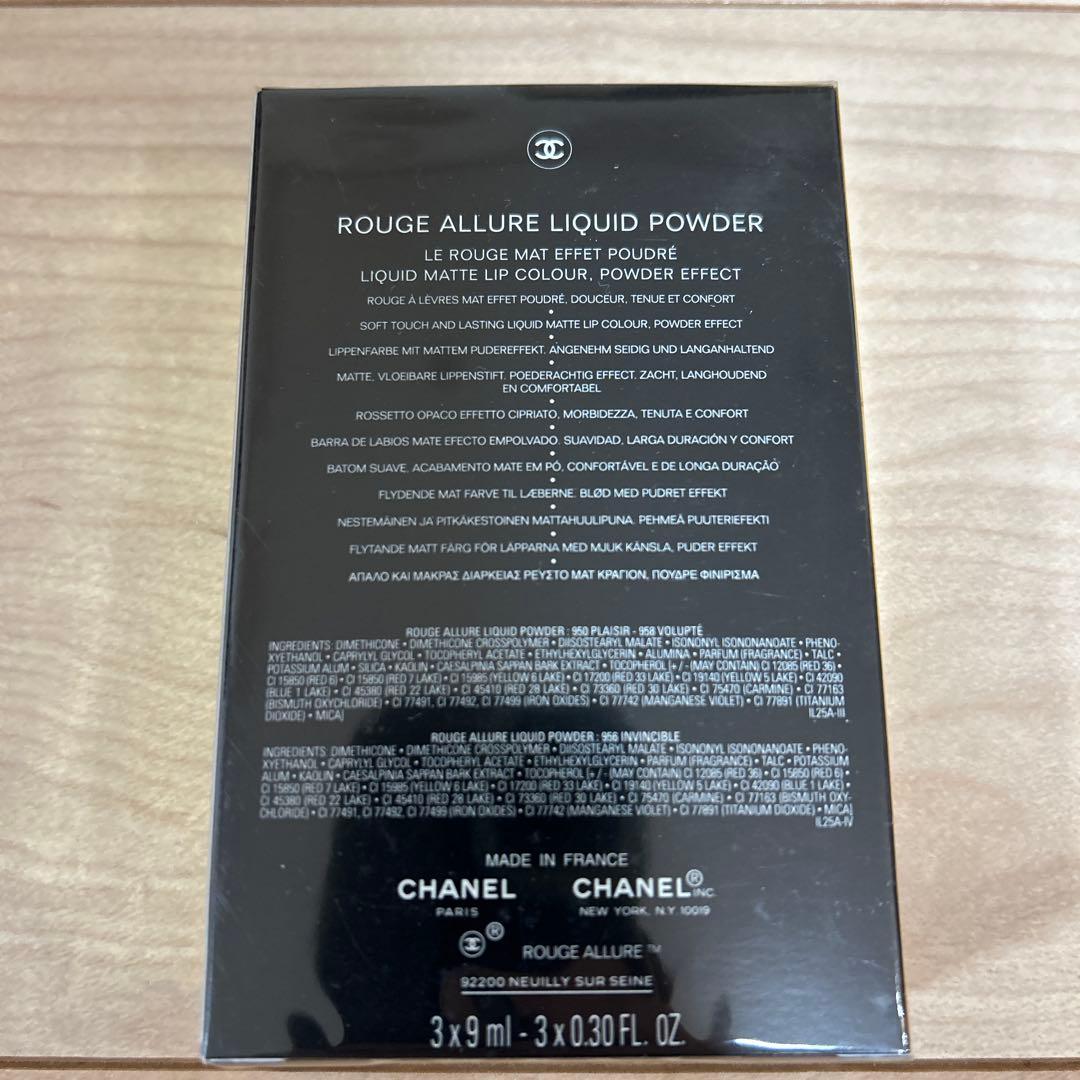 ROUGE ALLURE LIQUID POWDER
LE ROUGE MAT EFFET POUDRÉ
LIQUID MATTE LIP COLOUR, POWDER EFFECT
ROUGE À LÈVRES MAT EFFET POUDRÉ, DOUCEUR, TENUE ET CONFORT
SOFT TOUCH AND LASTING LIQUID MATTE LIP COLOUR, POWDER EFFECT
LIPPENFARBE MIT MATTEM PUDEREFFEKT. ANGENEHM SEIDIG UND LANGANHALTEND
MATTE, VLOEIBARE LIPPENSTIFT. POEDERACHTIG EFFECT. ZACHT, LANGHOUDEND
EN COMFORTABEL
ROSSETTO OPACO EFFETTO CIPRIATO, MORBIDEZZA, TENUTA E CONFORT
BARRA DE LABIOS MATE EFECTO EMPOLVADO. SUAVIDAD, LARGA DURACIÓN Y CONFORT
BATOM SUAVE, ACABAMENTO MATE EM PÓ, CONFORTÁVEL E DE LONGA DURAÇÃO
FLYDENDE MAT FARVE TIL LÆBERNE. BLØD MED PUDRET EFFEKT
NESTEMÄINEN JA PITKÄKESTOINEN MATTAHUULIPUNA. PEHMEÄ PUUTERIEFEKTI
FLYTANDE MATT FÄRG FÖR LÄPPARNA MED MJUK KÄNSLA, PUDER EFFEKT
ΑΠΑΛΟ ΚΑΙ ΜΑΚΡΑΣ ΔΙΑΡΚΕΙΑΣ ΡΕΥΣΤΟ ΜΑΤ ΚΡΑΓΙΟΝ, ΠΟΥΔΡΕ ΦΙΝΙΡΙΣΜΑ
ROUGE ALLURE LIQUID POWDER : 950 PLAISIR - 958 VOLUPTÉ
INGREDIENTS: DIMETHICONE • DIMETHICONE CROSSPOLYMER • DIISOSTEARYL MALATE • ISONONYL ISONONANOATE • PHENO-
XYETHANOL • CAPRYLYL GLYCOL • TOCOPHERYL ACETATE • ETHYLHEXYLGLYCERIN • ALUMINA • PARFUM (FRAGRANCE) • TALC •
POTASSIUM ALUM • SILICA • KAOLIN • CAESALPINIA SAPPAN BARK EXTRACT • TOCOPHEROL [+/- (MAY CONTAIN) CI 12085 (RED 36) •
CI 15850 (RED 6) • CI 15850 (RED 7 LAKE) • CI 15985 (YELLOW 6 LAKE) • CI 17200 (RED 33 LAKE) • CI 19140 (YELLOW 5 LAKE) • CI 42090
(BLUE 1 LAKE) • CI 45380 (RED 22 LAKE) • CI 45410 (RED 28 LAKE) • CI 73360 (RED 30 LAKE) • CI 75470 (CARMINE) • CI 77163
(BISMUTH OXYCHLORIDE) • CI 77491, CI 77492, CI 77499 (IRON OXIDES) • CI 77742 (MANGANESE VIOLET) • CI 77891 (TITANIUM
DIOXIDE) • MICA] IL25A-III
ROUGE ALLURE LIQUID POWDER : 956 INVINCIBLE
INGREDIENTS: DIMETHICONE • DIMETHICONE CROSSPOLYMER • DIISOSTEARYL MALATE • ISONONYL ISONONANOATE • PHENO-
XYETHANOL • CAPRYLYL GLYCOL • TOCOPHERYL ACETATE • ETHYLHEXYLGLYCERIN • PARFUM (FRAGRANCE) • TALC • POTASSIUM
ALUM • KAOLIN • CAESALPINIA SAPPAN BARK EXTRACT • TOCOPHEROL [+/- (MAY CONTAIN) CI 12085 (RED 36) • CI 15850 (RED 6) •
CI 15850 (RED 7 LAKE) • CI 15985 (YELLOW 6 LAKE) • CI 17200 (RED 33 LAKE) • CI 19140 (YELLOW 5 LAKE) • CI 42090 (BLUE 1 LAKE) •
CI 45380 (RED 22 LAKE) • CI 45410 (RED 28 LAKE) • CI 73360 (RED 30 LAKE) • CI 75470 (CARMINE) • CI 77163 (BISMUTH OXY-
CHLORIDE) • CI 77491, CI 77492, CI 77499 (IRON OXIDES) • CI 77742 (MANGANESE VIOLET) • CI 77891 (TITANIUM DIOXIDE) • MICA]
IL25A-IV
MADE IN FRANCE
CHANEL CHANEL® INC.
PARIS NEW YORK, N.Y. 10019
® ROUGE ALLURE™
92200 NEUILLY SUR SEINE
3 x 9 ml - 3 x 0.30 FL. OZ.